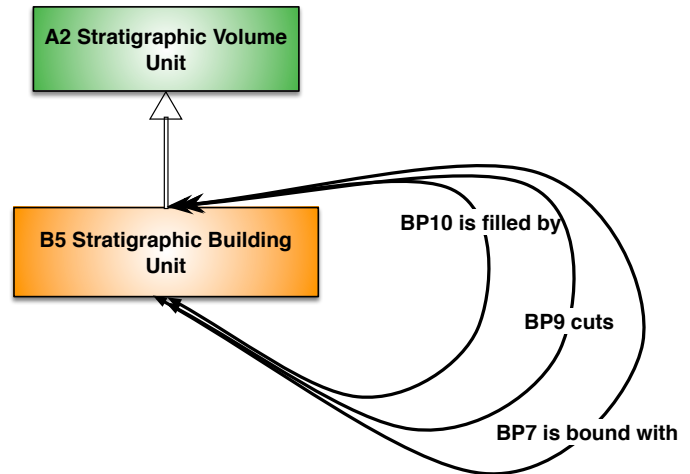 A2 Stratigraphic Volume
Unit
B5 Stratigraphic Building
Unit
BP10 is filled by
BP9 cuts
BP7 is bound with